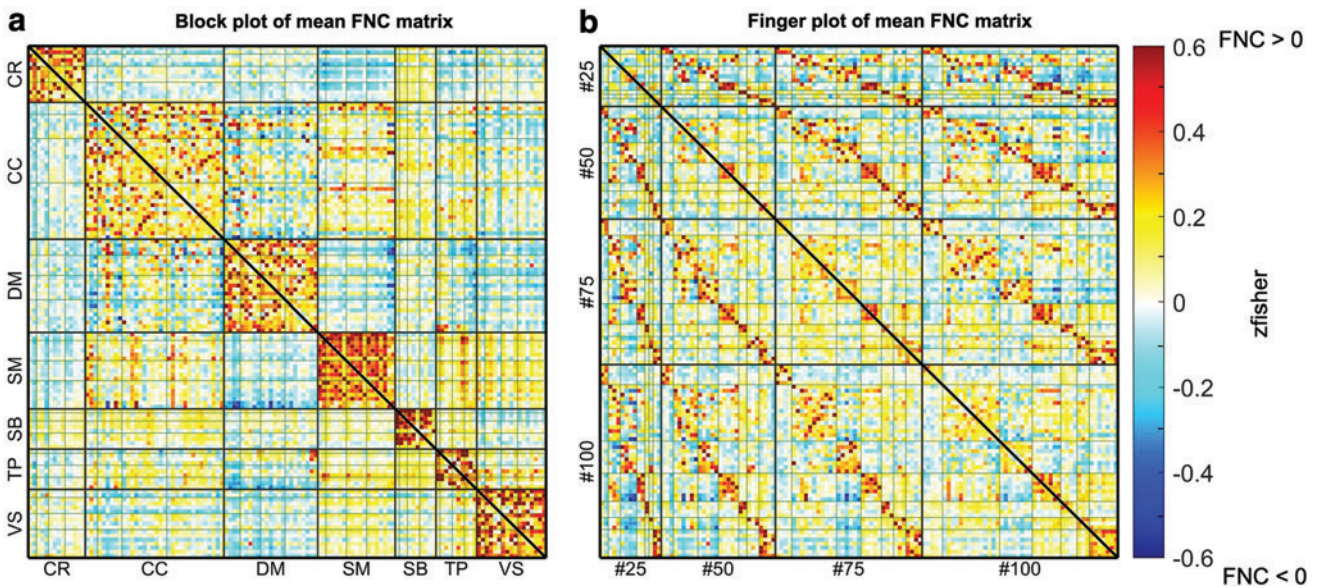 a
Block plot of mean FNC matrix
CR
CC
DM
SM
SB
TP
VS
CR CC DM SM SB TP VS
b
Finger plot of mean FNC matrix
#25
#50
#75
#100
#25 #50 #75 #100
0.6
0.4
0.2
0
-0.2
-0.4
-0.6
FNC > 0
zfisher
FNC < 0